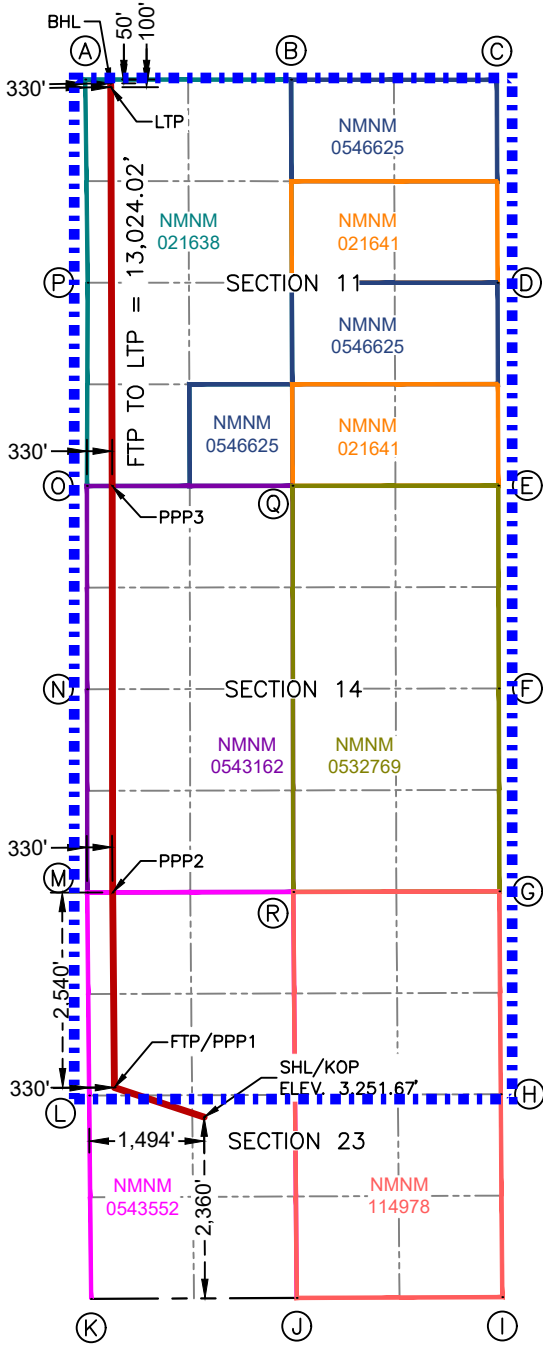 BHL
50'
100'
A
B
C
330'
LTP
NMNM
0546625
NMNM
021638
NMNM
021641
FTP TO LTP = 13,024.02'
P
SECTION 11
D
NMNM
0546625
NMNM
0546625
NMNM
021641
330'
O
Q
E
PPP3
N
SECTION 14
F
NMNM
0543162
NMNM
0532769
330'
PPP2
M
R
G
2,540'
FTP/PPP1
SHL/KOP
ELEV. 3,251.67'
330'
L
H
1,494'
SECTION 23
2,360'
NMNM
0543552
NMNM
114978
K
J
I